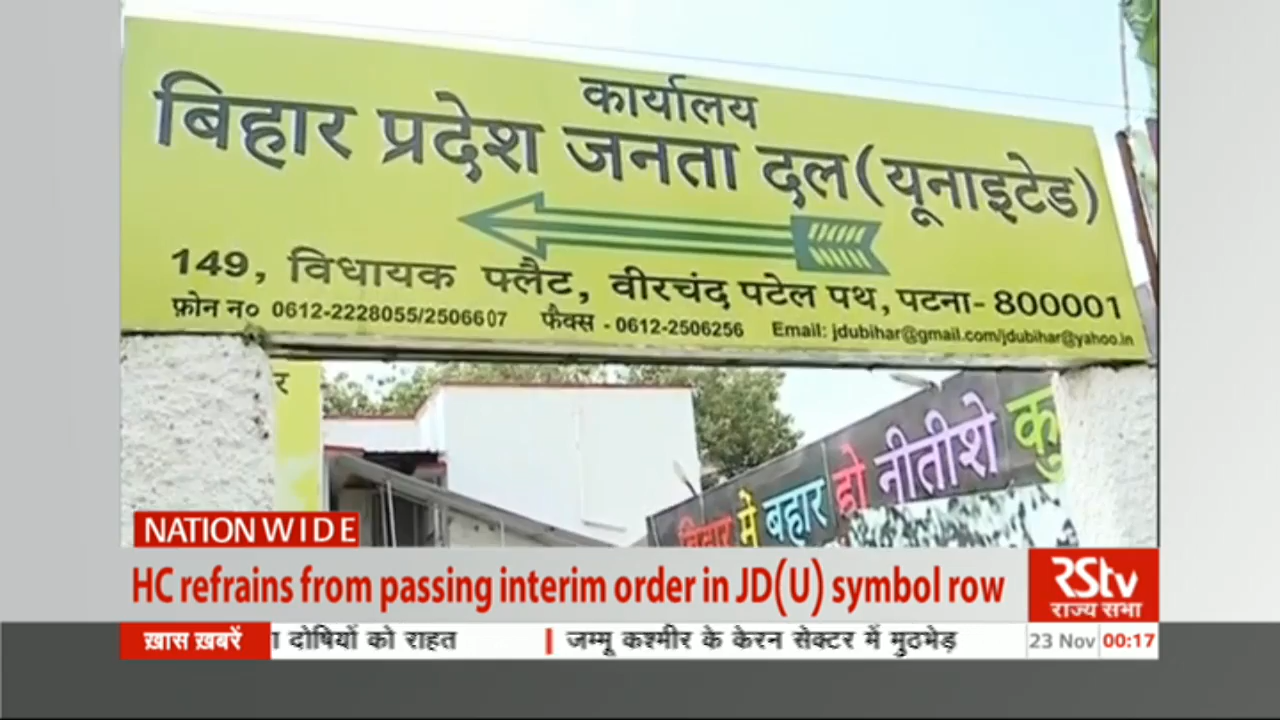 कार्यालय
बिहार प्रदेश जनता दल (यूनाइटेड)
149, विधायक फ्लैट, वीरचंद पटेल पथ, पटना-800001
फ़ोन न० 0612-2228055/2506607 फैक्स - 0612-2506256 Email: jdubihar@gmail.com/jdubihar@yahoo.in
र
बिहार में बहार हो नीतीशे कु
NATIONWIDE
HC refrains from passing interim order in JD(U) symbol row
RStv
राज्य सभा
ख़ास ख़बरें दोषियों को राहत | जम्मू कश्मीर के केरन सेक्टर में मुठभेड़ 23 Nov 00:17